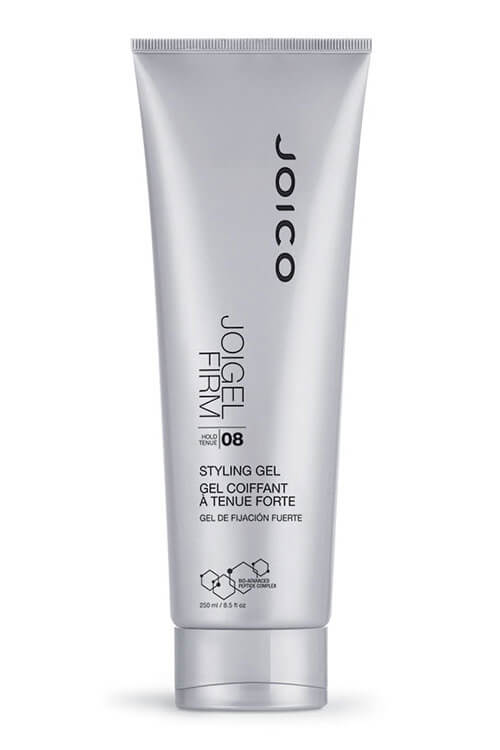 JOICO
JOIGEL
FIRM
HOLD
TENUE
08
STYLING GEL
GEL COIFFANT
À TENUE FORTE
GEL DE FIJACIÓN FUERTE
BIO-ADVANCED
PEPTIDE COMPLEX
250 ml / 8.5 fl oz